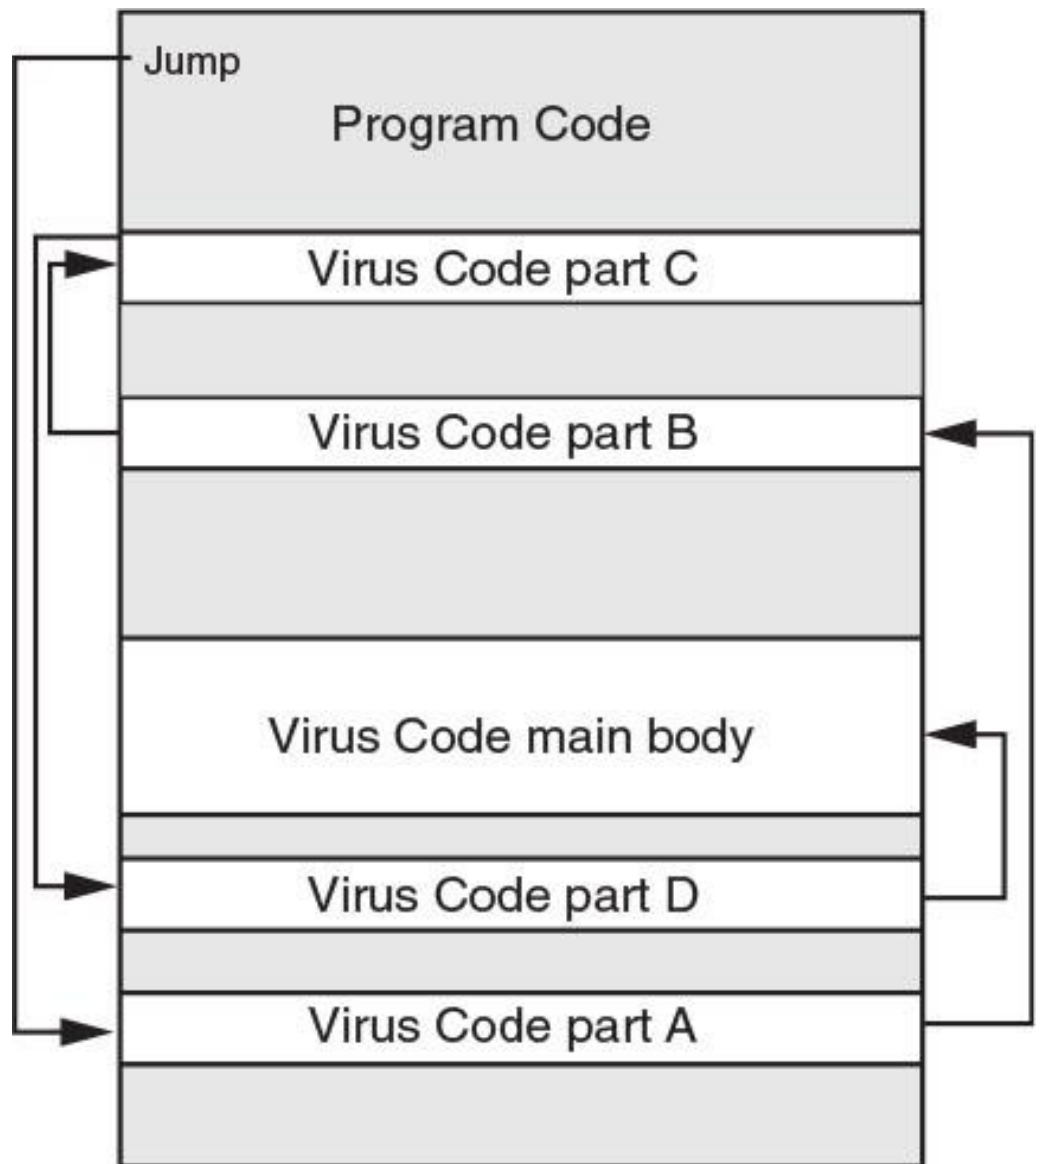 Jump
Program Code
Virus Code part C
Virus Code part B
Virus Code main body
Virus Code part D
Virus Code part A